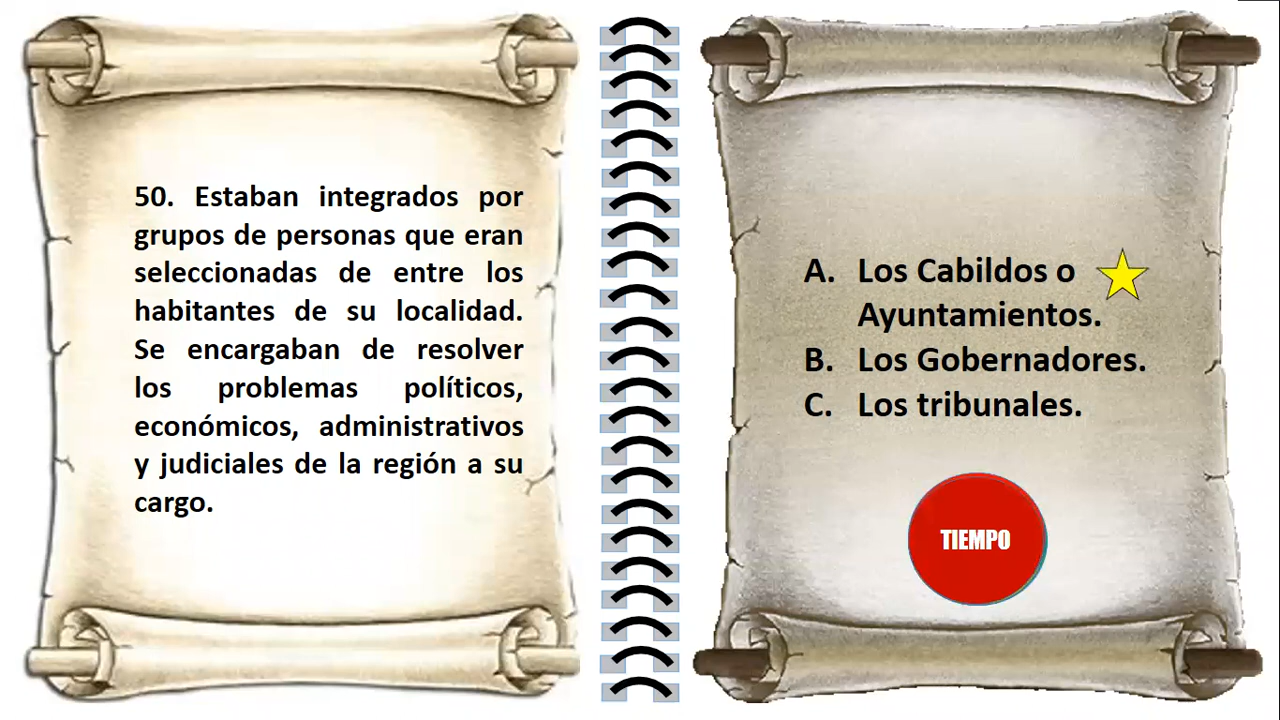 50. Estaban integrados por
grupos de personas que eran
seleccionadas de entre los
habitantes de su localidad.
Se encargaban de resolver
los problemas políticos,
económicos, administrativos
y judiciales de la región a su
cargo.
A. Los Cabildos o
Ayuntamientos.
B. Los Gobernadores.
C. Los tribunales.
TIEMPO